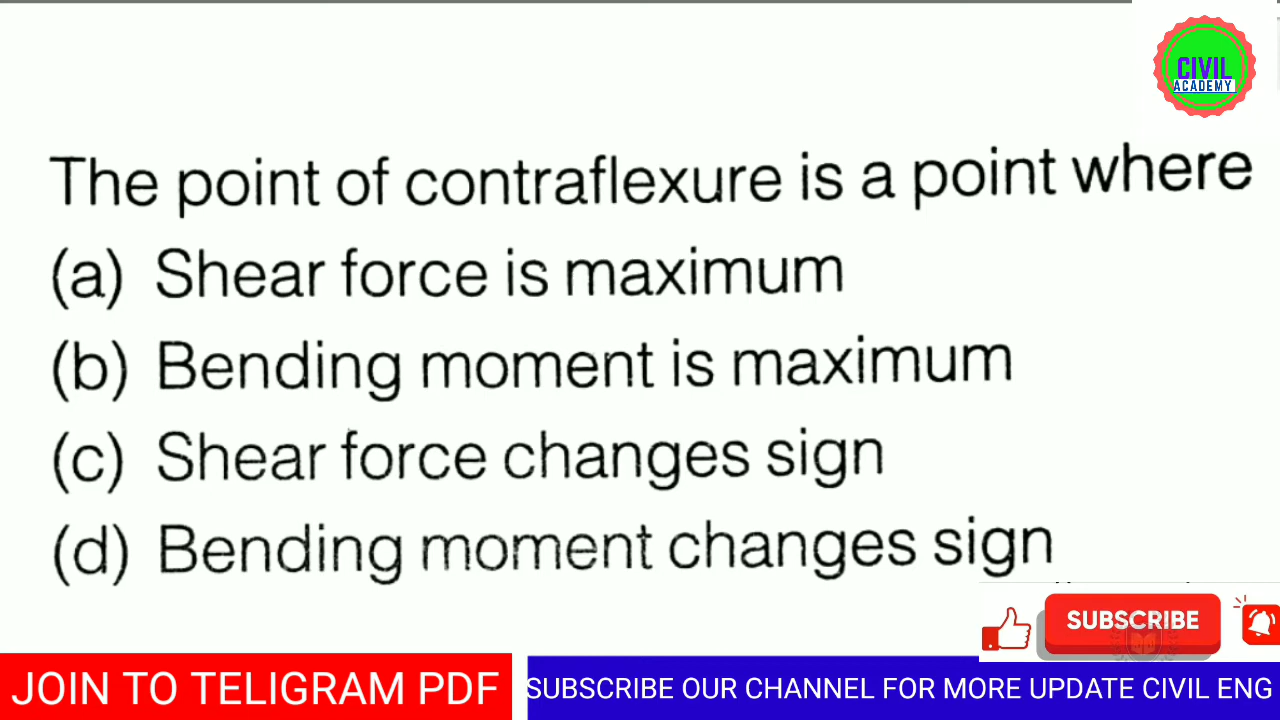 CIVIL
ACADEMY
The point of contraflexure is a point where
(a) Shear force is maximum
(b) Bending moment is maximum
(c) Shear force changes sign
(d) Bending moment changes sign
SUBSCRIBE
JOIN TO TELIGRAM PDF
SUBSCRIBE OUR CHANNEL FOR MORE UPDATE CIVIL ENG